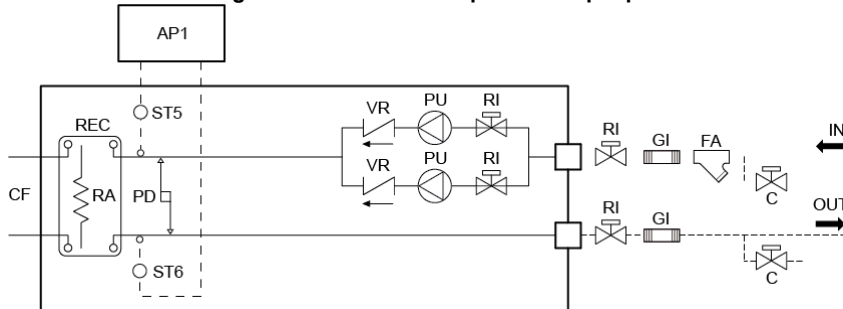 AP1
REC
ST5
VR
PU
RI
RI
GI
FA
IN
VR
PU
RI
C
CF
RA
PD
RI
GI
OUT
ST6
C